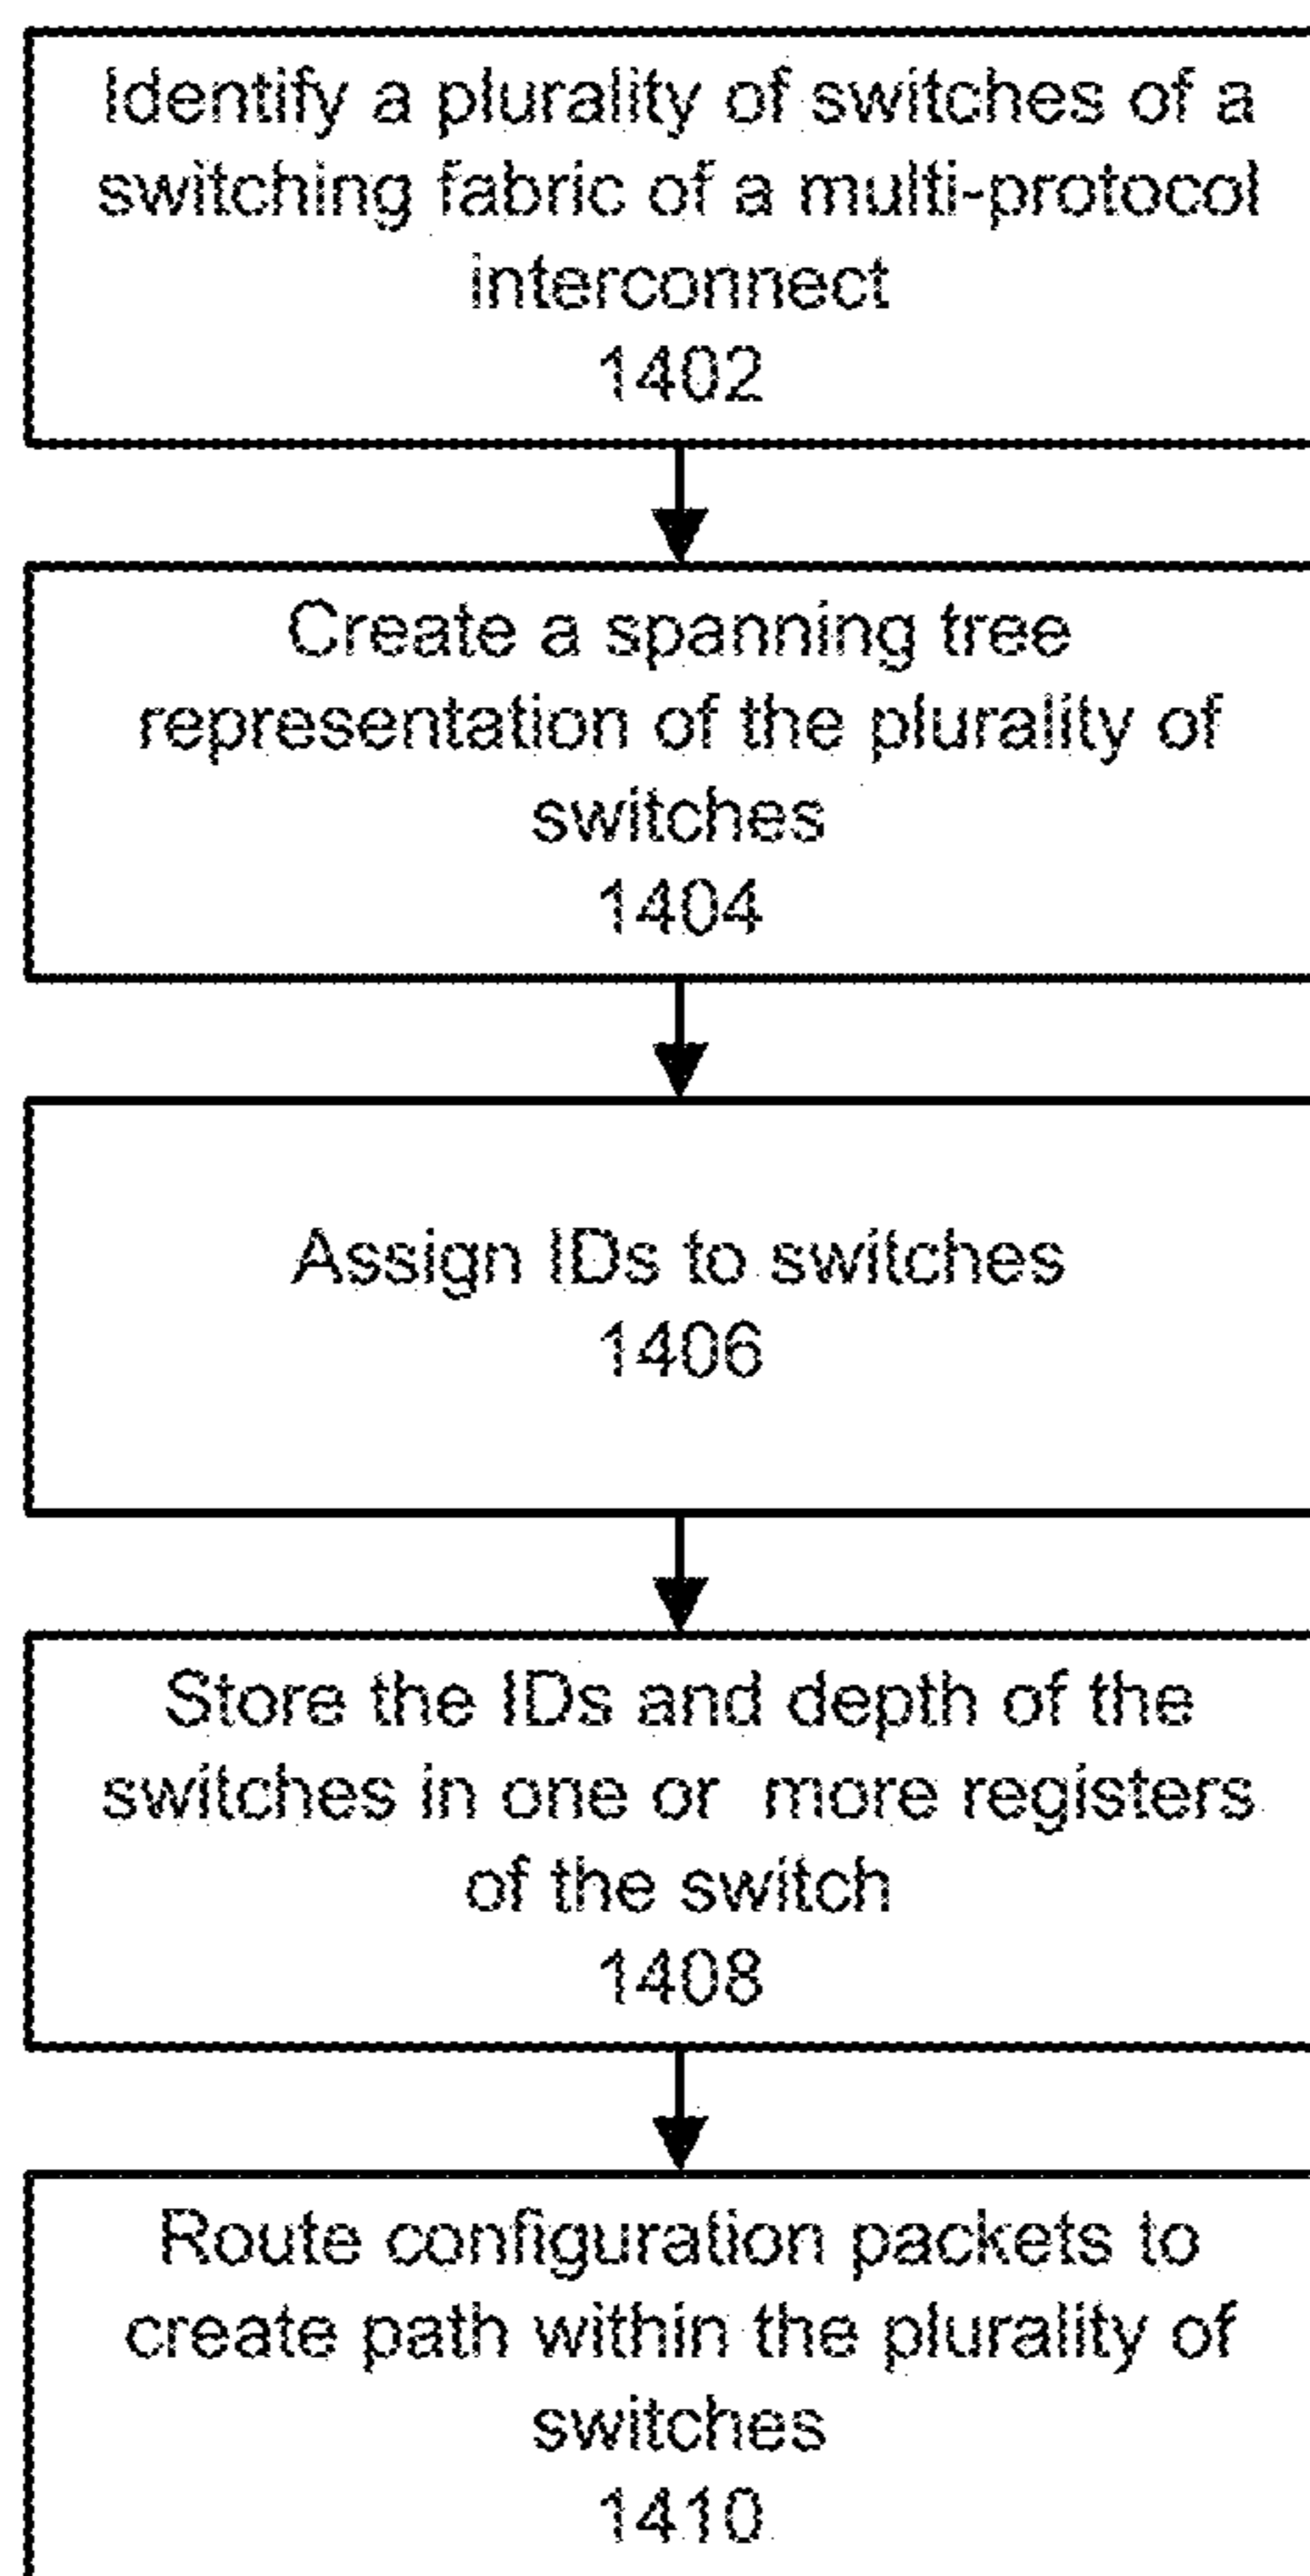 Identify a plurality of switches of a
switching fabric of a multi-protocol
interconnect
1402
Create a spanning tree
representation of the plurality of
switches
1404
Assign IDs to switches
1406
Store the IDs and depth of the
switches in one or more registers
of the switch
1408
Route configuration packets to
create path within the plurality of
switches
1410